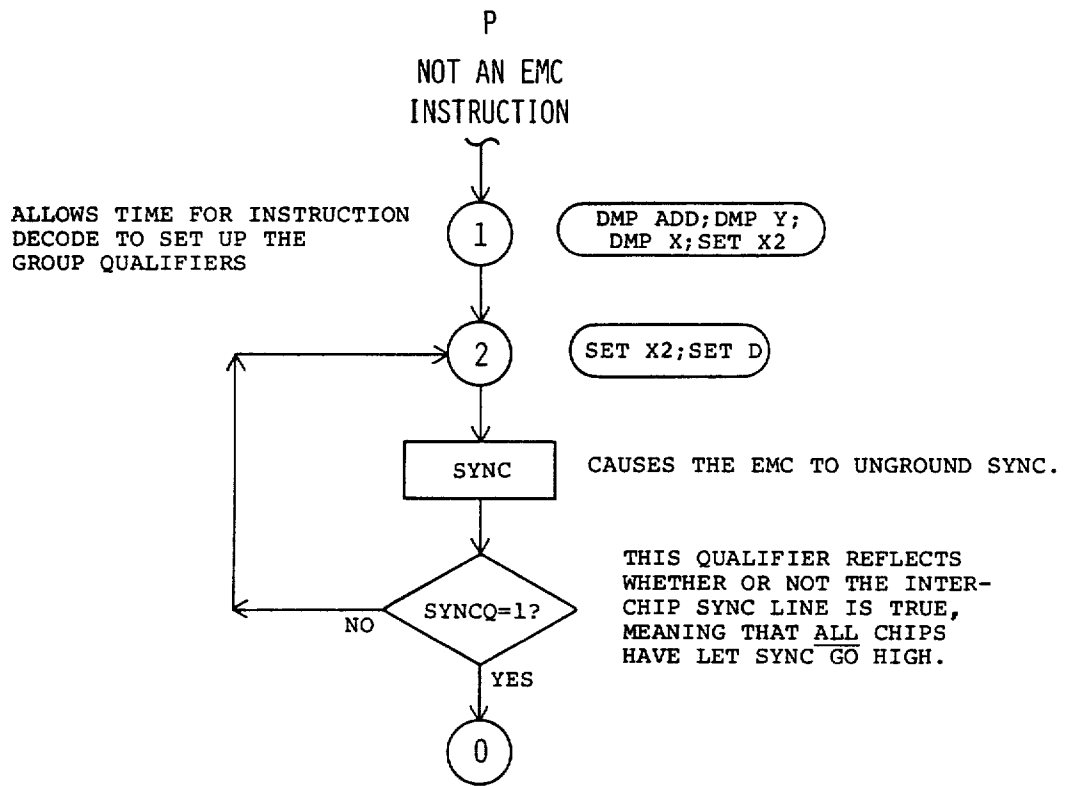 P
NOT AN EMC
INSTRUCTION
ALLOWS TIME FOR INSTRUCTION
DECODE TO SET UP THE
GROUP QUALIFIERS
1
DMP ADD;DMP Y;
DMP X;SET X2
2
SET X2;SET D
SYNC
CAUSES THE EMC TO UNGROUND SYNC.
SYNCQ=1?
NO
YES
THIS QUALIFIER REFLECTS
WHETHER OR NOT THE INTER-
CHIP SYNC LINE IS TRUE,
MEANING THAT ALL CHIPS
HAVE LET SYNC GO HIGH.
0